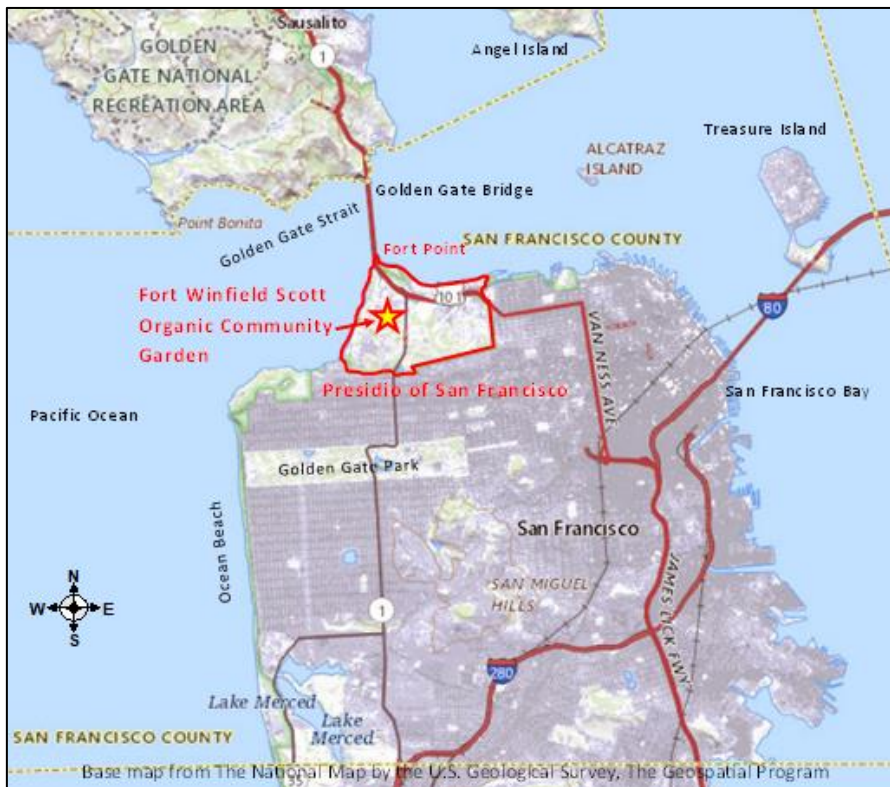 Sausalito
GOLDEN
GATE NATIONAL
RECREATION AREA
1
Angel Island
Treasure Island
ALCATRAZ
ISLAND
Golden Gate Bridge
Point Bonita
Golden Gate Strait
SAN FRANCISCO COUNTY
Fort Point
Fort Winfield Scott
Organic Community
Garden
101
80
VAN NESS AVE
Presidio of San Francisco
San Francisco Bay
Pacific Ocean
Golden Gate Park
Ocean Beach
San Francisco
SAN MIGUEL
HILLS
JAMES LICK FWY
N
W E
S
1
280
Lake Merced
Lake
Merced
SAN FRANCISCO COUNTY
35
Base map from The National Map by the U.S. Geological Survey, The Geospatial Program